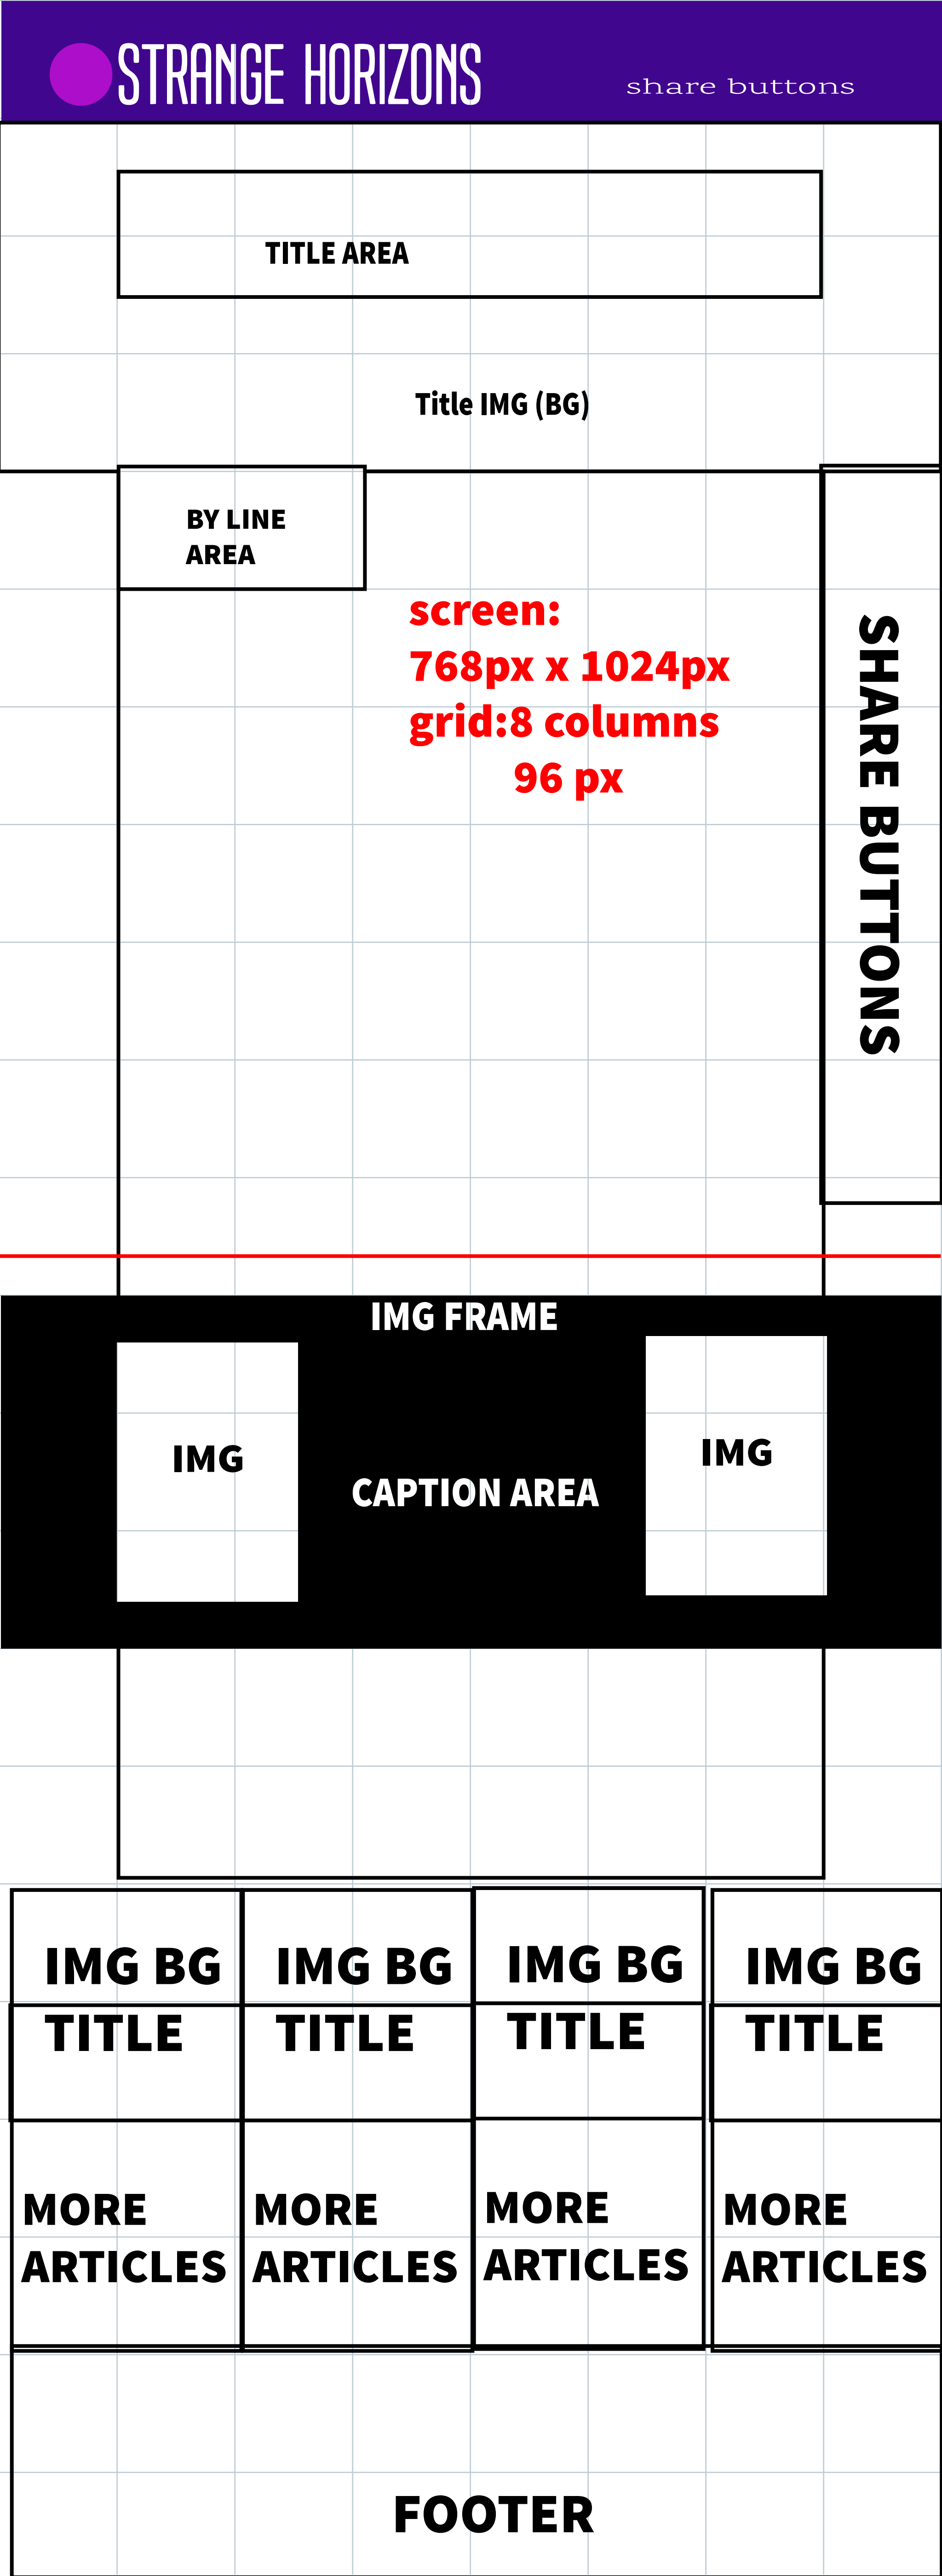 STRANGE HORIZONS
share buttons
TITLE AREA
Title IMG (BG)
BY LINE
AREA
screen:
768px x 1024px
grid:8 columns
96 px
SHARE BUTTONS
IMG FRAME
IMG
IMG
CAPTION AREA
IMG BG
TITLE
MORE
ARTICLES
IMG BG
TITLE
MORE
ARTICLES
IMG BG
TITLE
MORE
ARTICLES
IMG BG
TITLE
MORE
ARTICLES
FOOTER